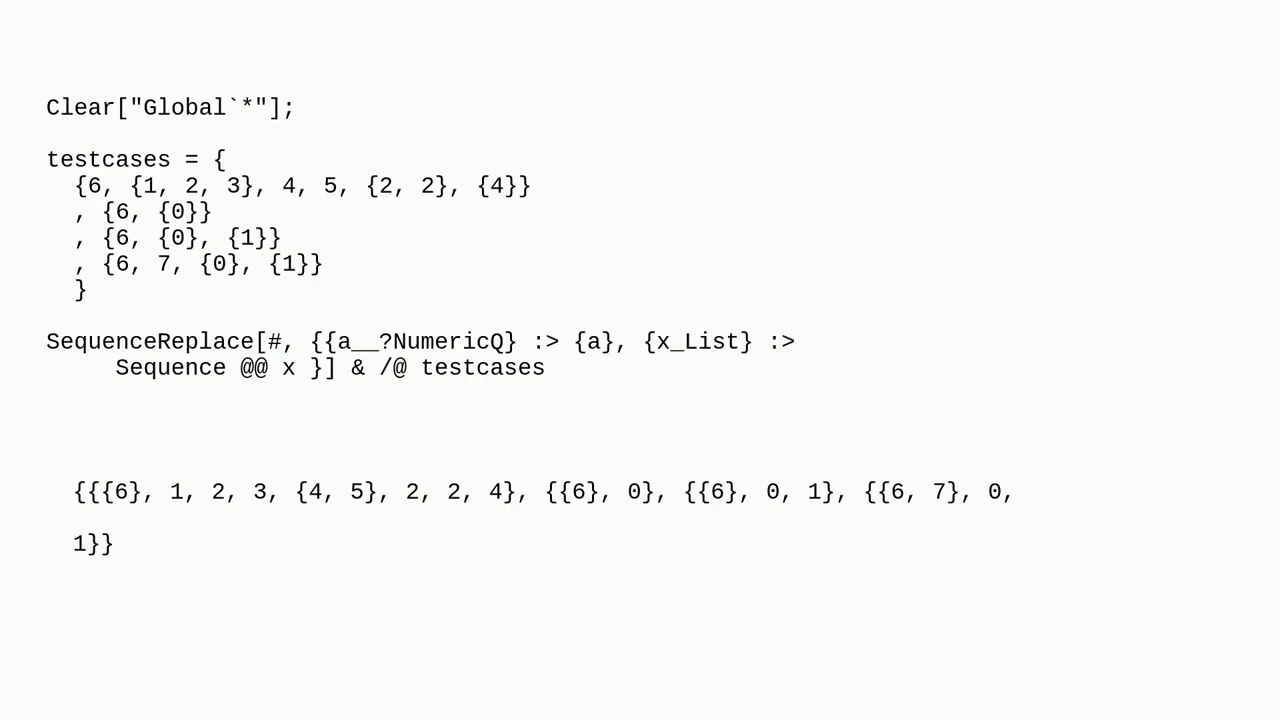 Clear["Global`*"];
testcases = {
{6, {1, 2, 3}, 4, 5, {2, 2}, {4}}
, {6, {0}}
, {6, {0}, {1}}
, {6, 7, {0}, {1}}
}
SequenceReplace[#, {{a__?NumericQ} :> {a}, {x_List} :>
Sequence @@ x }] & /@ testcases
{{{6}, 1, 2, 3, {4, 5}, 2, 2, 4}, {{6}, 0}, {{6}, 0, 1}, {{6, 7}, 0,
1}}